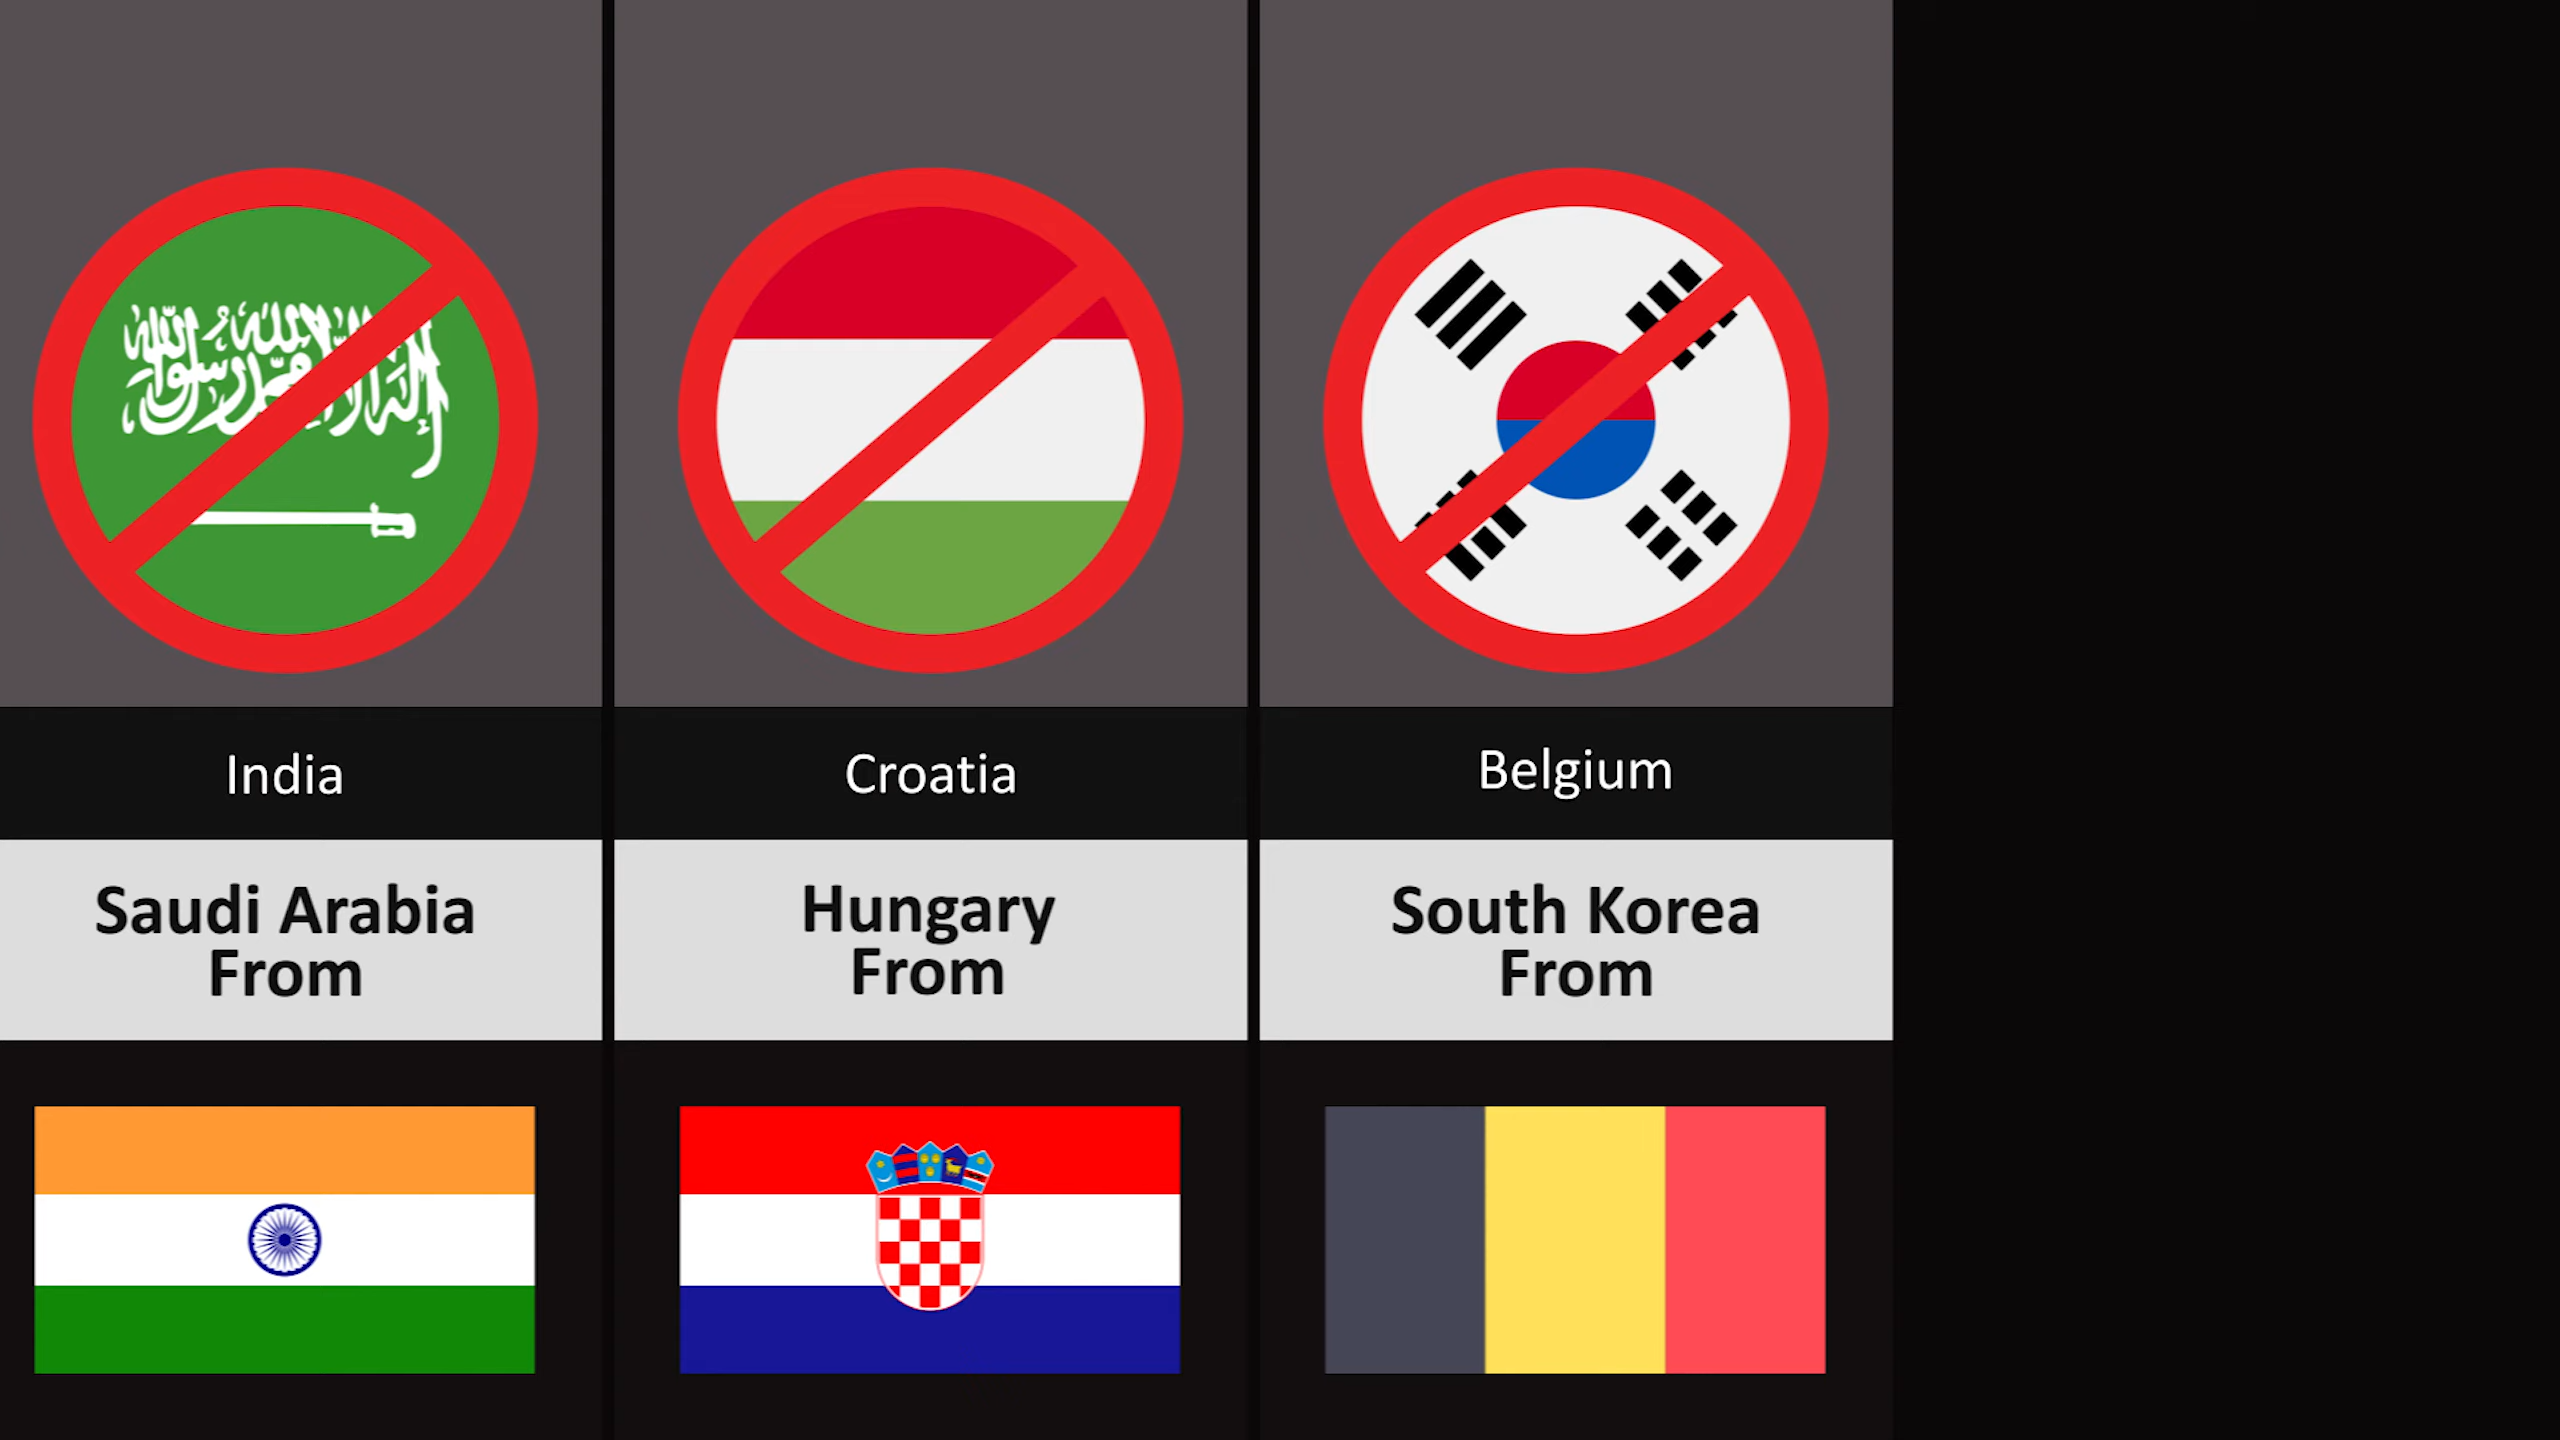 India
Saudi Arabia
From
Croatia
Hungary
From
Belgium
South Korea
From